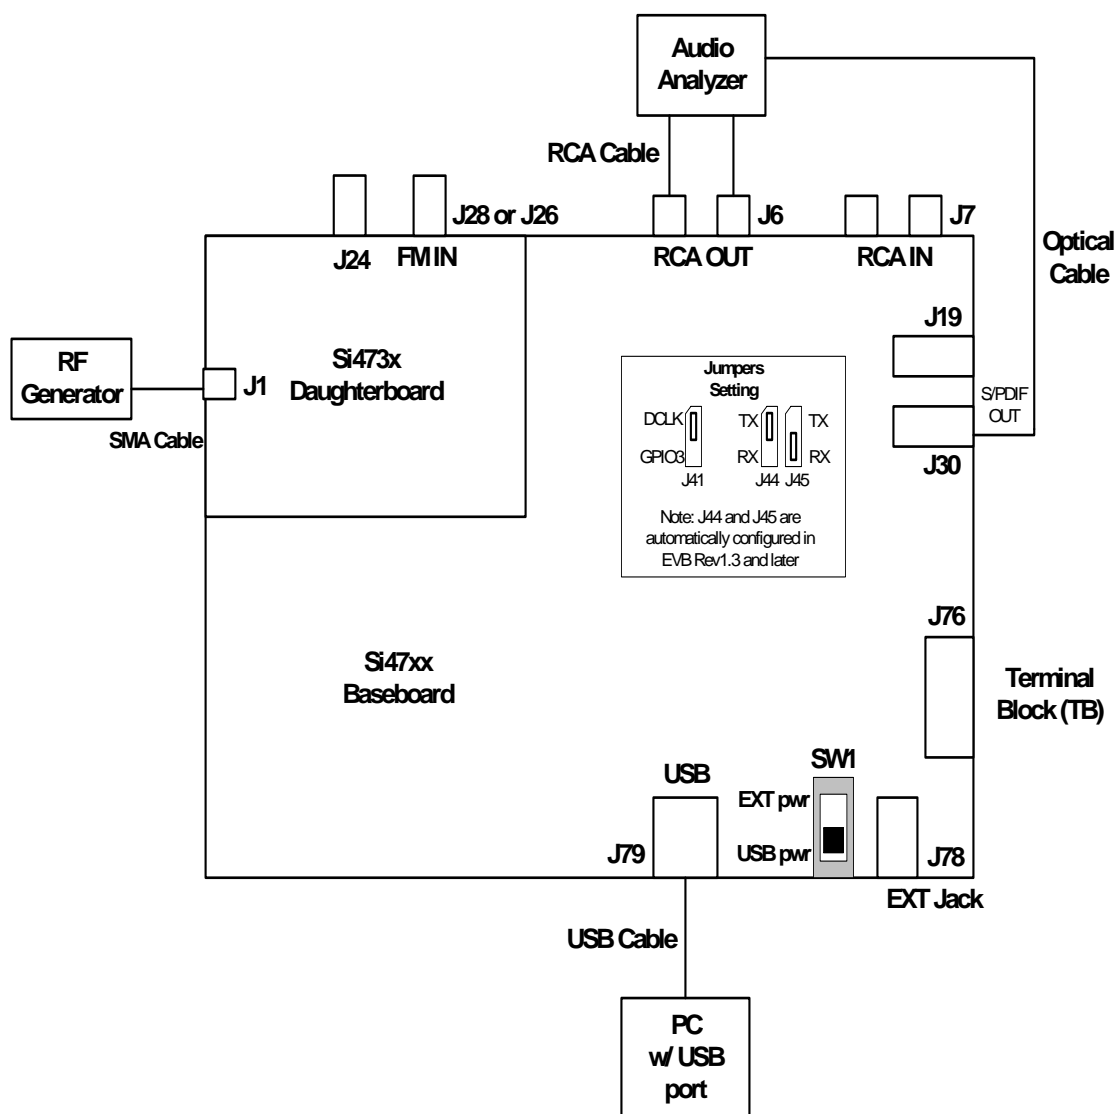 Audio
Analyzer
RCA Cable
J28 or J26
J6
J7
J24
FM IN
RCA OUT
RCA IN
Optical
Cable
J19
RF
Generator
J1
Si473x
Daughterboard
SMA Cable
Jumpers
Setting
DCLK
TX
TX
GPIO3
RX
RX
J41
J44
J45
Note: J44 and J45 are
automatically configured in
EVB Rev1.3 and later
S/PDIF
OUT
J30
J76
Si47xx
Baseboard
Terminal
Block (TB)
SW1
USB
EXT pwr
USB pwr
J79
J78
EXT Jack
USB Cable
PC
w/ USB
port